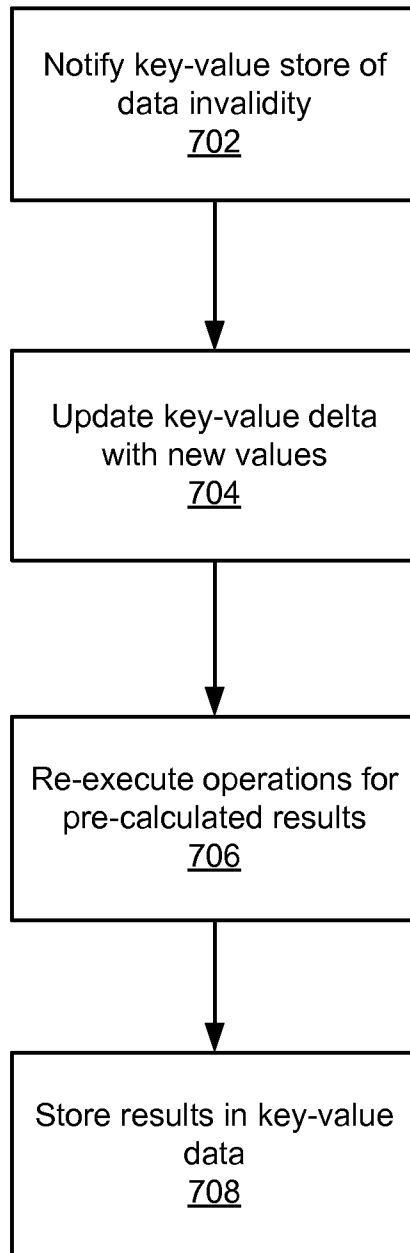 Notify key-value store of
data invalidity
702
Update key-value delta
with new values
704
Re-execute operations for
pre-calculated results
706
Store results in key-value
data
708